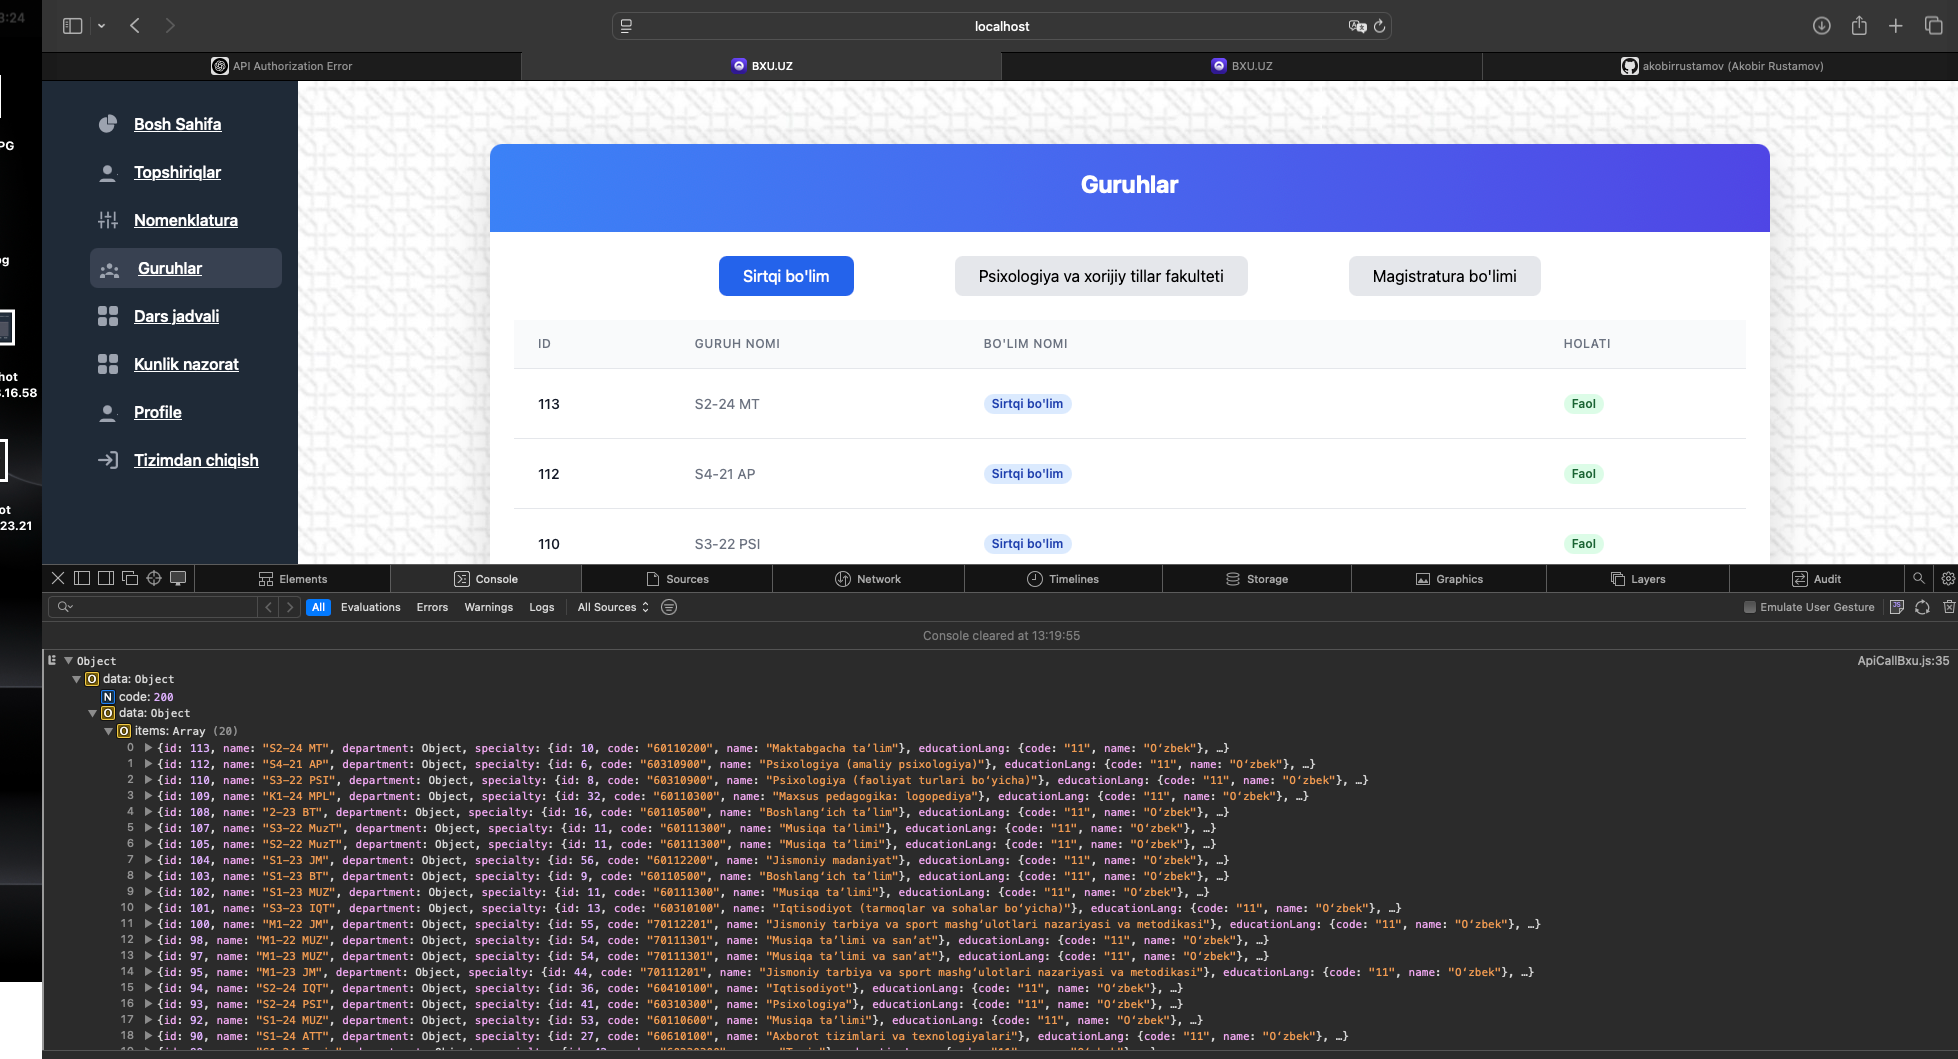 3:24
localhost
API Authorization Error
BXU.UZ
BXU.UZ
akobirrustamov (Akobir Rustamov)
PG
hot
.16.58
ot
23.21
Bosh Sahifa
Topshiriqlar
Nomenklatura
Guruhlar
Dars jadvali
Kunlik nazorat
Profile
Tizimdan chiqish
Guruhlar
Sirtqi bo'lim
Psixologiya va xorijiy tillar fakulteti
Magistratura bo'limi
ID GURUH NOMI BO'LIM NOMI HOLATI
113 S2-24 MT Sirtqi bo'lim Faol
112 S4-21 AP Sirtqi bo'lim Faol
110 S3-22 PSI Sirtqi bo'lim Faol
Elements Console Sources Network Timelines Storage Graphics Layers Audit
All Evaluations Errors Warnings Logs All Sources Emulate User Gesture
Console cleared at 13:19:55
Object ApiCallBxu.js:35
O data: Object
N code: 200
O data: Object
O items: Array (20)
0 {id: 113, name: "S2-24 MT", department: Object, specialty: {id: 10, code: "60110200", name: "Maktabgacha ta’lim"}, educationLang: {code: "11", name: "O‘zbek"}, …}
1 {id: 112, name: "S4-21 AP", department: Object, specialty: {id: 6, code: "60310900", name: "Psixologiya (amaliy psixologiya)"}, educationLang: {code: "11", name: "O‘zbek"}, …}
2 {id: 110, name: "S3-22 PSI", department: Object, specialty: {id: 8, code: "60310900", name: "Psixologiya (faoliyat turlari bo‘yicha)"}, educationLang: {code: "11", name: "O‘zbek"}, …}
3 {id: 109, name: "K1-24 MPL", department: Object, specialty: {id: 32, code: "60110300", name: "Maxsus pedagogika: logopediya"}, educationLang: {code: "11", name: "O‘zbek"}, …}
4 {id: 108, name: "2-23 BT", department: Object, specialty: {id: 16, code: "60110500", name: "Boshlang‘ich ta’lim"}, educationLang: {code: "11", name: "O‘zbek"}, …}
5 {id: 107, name: "S3-22 MuzT", department: Object, specialty: {id: 11, code: "60111300", name: "Musiqa ta’limi"}, educationLang: {code: "11", name: "O‘zbek"}, …}
6 {id: 105, name: "S2-22 MuzT", department: Object, specialty: {id: 11, code: "60111300", name: "Musiqa ta’limi"}, educationLang: {code: "11", name: "O‘zbek"}, …}
7 {id: 104, name: "S1-23 JM", department: Object, specialty: {id: 56, code: "60112200", name: "Jismoniy madaniyat"}, educationLang: {code: "11", name: "O‘zbek"}, …}
8 {id: 103, name: "S1-23 BT", department: Object, specialty: {id: 9, code: "60110500", name: "Boshlang‘ich ta’lim"}, educationLang: {code: "11", name: "O‘zbek"}, …}
9 {id: 102, name: "S1-23 MUZ", department: Object, specialty: {id: 11, code: "60111300", name: "Musiqa ta’limi"}, educationLang: {code: "11", name: "O‘zbek"}, …}
10 {id: 101, name: "S3-23 IQT", department: Object, specialty: {id: 13, code: "60310100", name: "Iqtisodiyot (tarmoqlar va sohalar bo‘yicha)"}, educationLang: {code: "11", name: "O‘zbek"}, …}
11 {id: 100, name: "M1-22 JM", department: Object, specialty: {id: 55, code: "70112201", name: "Jismoniy tarbiya va sport mashg‘ulotlari nazariyasi va metodikasi"}, educationLang: {code: "11", name: "O‘zbek"}, …}
12 {id: 98, name: "M1-22 MUZ", department: Object, specialty: {id: 54, code: "70111301", name: "Musiqa ta’limi va san’at"}, educationLang: {code: "11", name: "O‘zbek"}, …}
13 {id: 97, name: "M1-23 MUZ", department: Object, specialty: {id: 54, code: "70111301", name: "Musiqa ta’limi va san’at"}, educationLang: {code: "11", name: "O‘zbek"}, …}
14 {id: 95, name: "M1-23 JM", department: Object, specialty: {id: 44, code: "70111201", name: "Jismoniy tarbiya va sport mashg‘ulotlari nazariyasi va metodikasi"}, educationLang: {code: "11", name: "O‘zbek"}, …}
15 {id: 94, name: "S2-24 IQT", department: Object, specialty: {id: 36, code: "60410100", name: "Iqtisodiyot"}, educationLang: {code: "11", name: "O‘zbek"}, …}
16 {id: 93, name: "S2-24 PSI", department: Object, specialty: {id: 41, code: "60310300", name: "Psixologiya"}, educationLang: {code: "11", name: "O‘zbek"}, …}
17 {id: 92, name: "S1-24 MUZ", department: Object, specialty: {id: 53, code: "60110600", name: "Musiqa ta’limi"}, educationLang: {code: "11", name: "O‘zbek"}, …}
18 {id: 90, name: "S1-24 ATT", department: Object, specialty: {id: 27, code: "60610100", name: "Axborot tizimlari va texnologiyalari"}, educationLang: {code: "11", name: "O‘zbek"}, …}